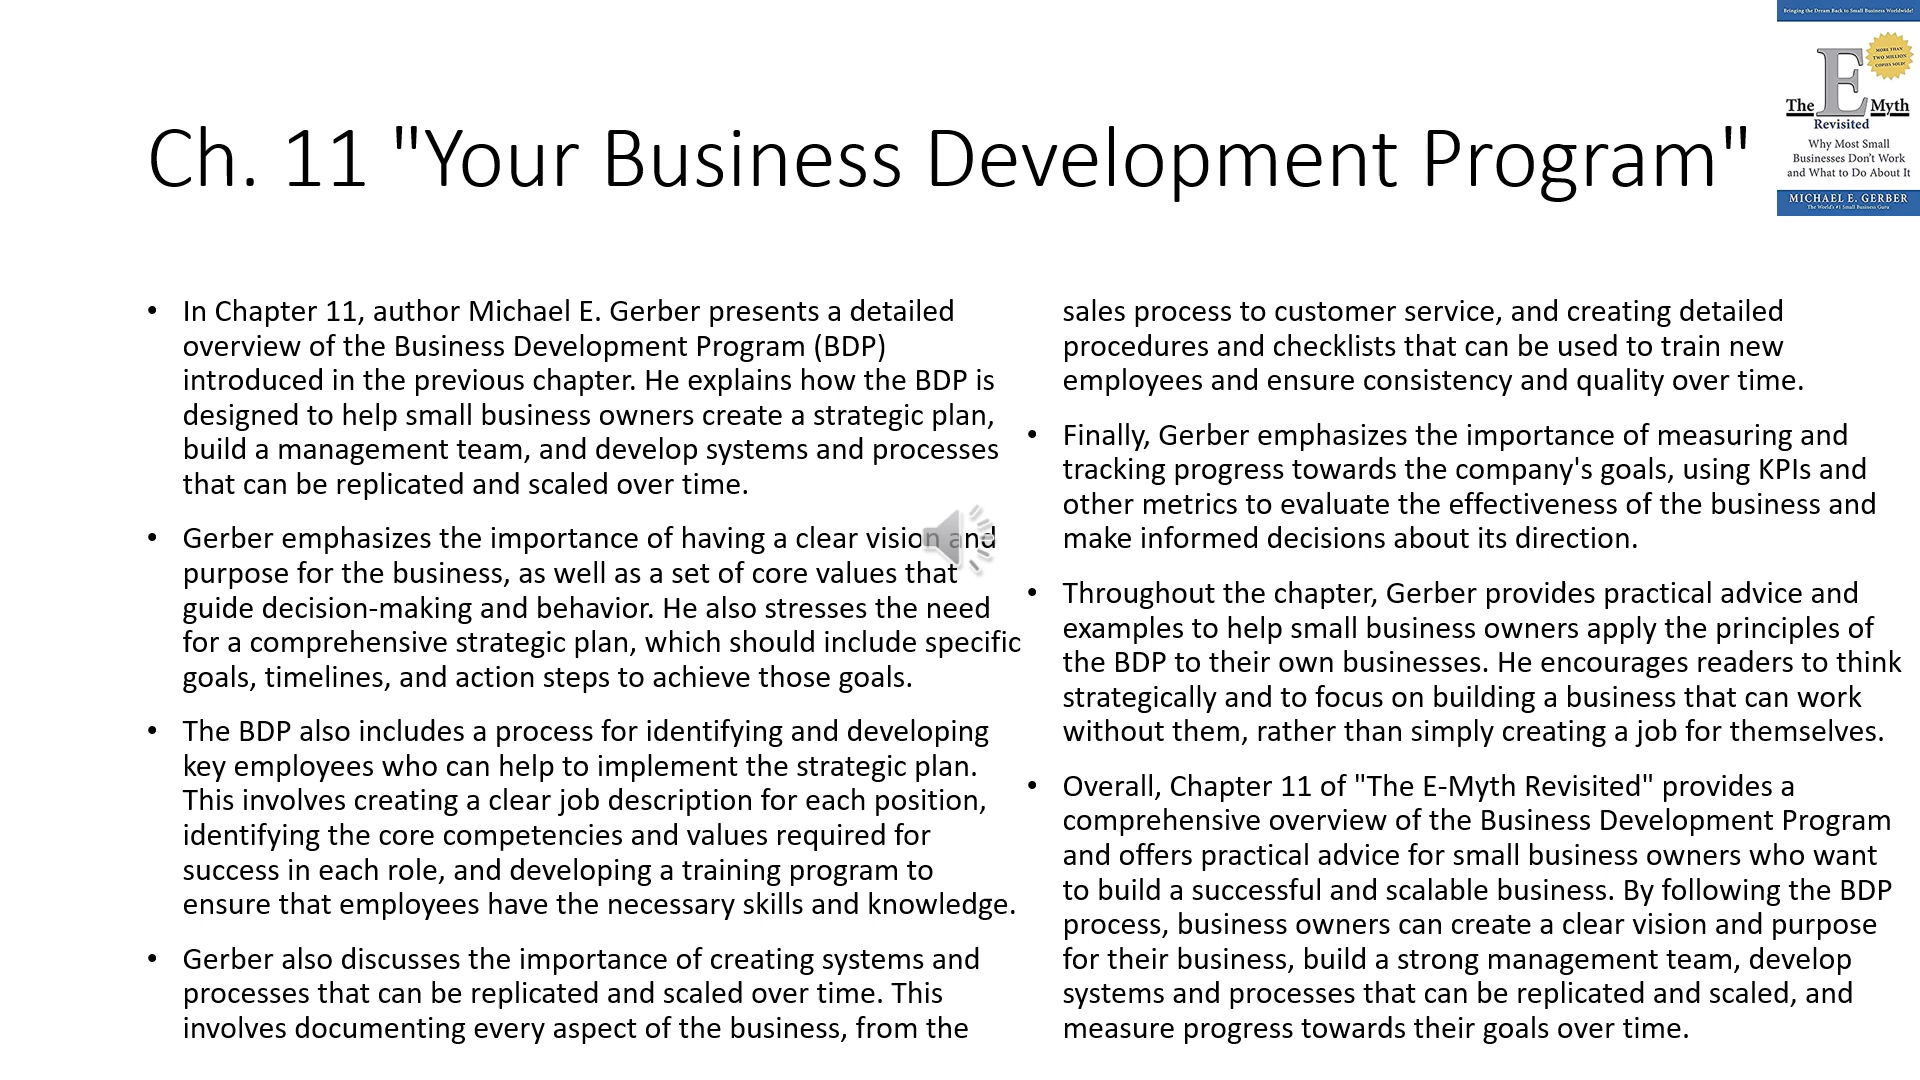 Bringing the Dream Back to Small Business Worldwide!
MORE THAN
TWO MILLION
COPIES SOLD!
The E Myth
Revisited
Why Most Small
Businesses Don't Work
and What to Do About It
MICHAEL E. GERBER
The World's #1 Small Business Guru
Ch. 11 "Your Business Development Program"
• In Chapter 11, author Michael E. Gerber presents a detailed
overview of the Business Development Program (BDP)
introduced in the previous chapter. He explains how the BDP is
designed to help small business owners create a strategic plan,
build a management team, and develop systems and processes
that can be replicated and scaled over time.
• Gerber emphasizes the importance of having a clear vision and
purpose for the business, as well as a set of core values that
guide decision-making and behavior. He also stresses the need
for a comprehensive strategic plan, which should include specific
goals, timelines, and action steps to achieve those goals.
• The BDP also includes a process for identifying and developing
key employees who can help to implement the strategic plan.
This involves creating a clear job description for each position,
identifying the core competencies and values required for
success in each role, and developing a training program to
ensure that employees have the necessary skills and knowledge.
• Gerber also discusses the importance of creating systems and
processes that can be replicated and scaled over time. This
involves documenting every aspect of the business, from the
sales process to customer service, and creating detailed
procedures and checklists that can be used to train new
employees and ensure consistency and quality over time.
• Finally, Gerber emphasizes the importance of measuring and
tracking progress towards the company's goals, using KPIs and
other metrics to evaluate the effectiveness of the business and
make informed decisions about its direction.
• Throughout the chapter, Gerber provides practical advice and
examples to help small business owners apply the principles of
the BDP to their own businesses. He encourages readers to think
strategically and to focus on building a business that can work
without them, rather than simply creating a job for themselves.
• Overall, Chapter 11 of "The E-Myth Revisited" provides a
comprehensive overview of the Business Development Program
and offers practical advice for small business owners who want
to build a successful and scalable business. By following the BDP
process, business owners can create a clear vision and purpose
for their business, build a strong management team, develop
systems and processes that can be replicated and scaled, and
measure progress towards their goals over time.